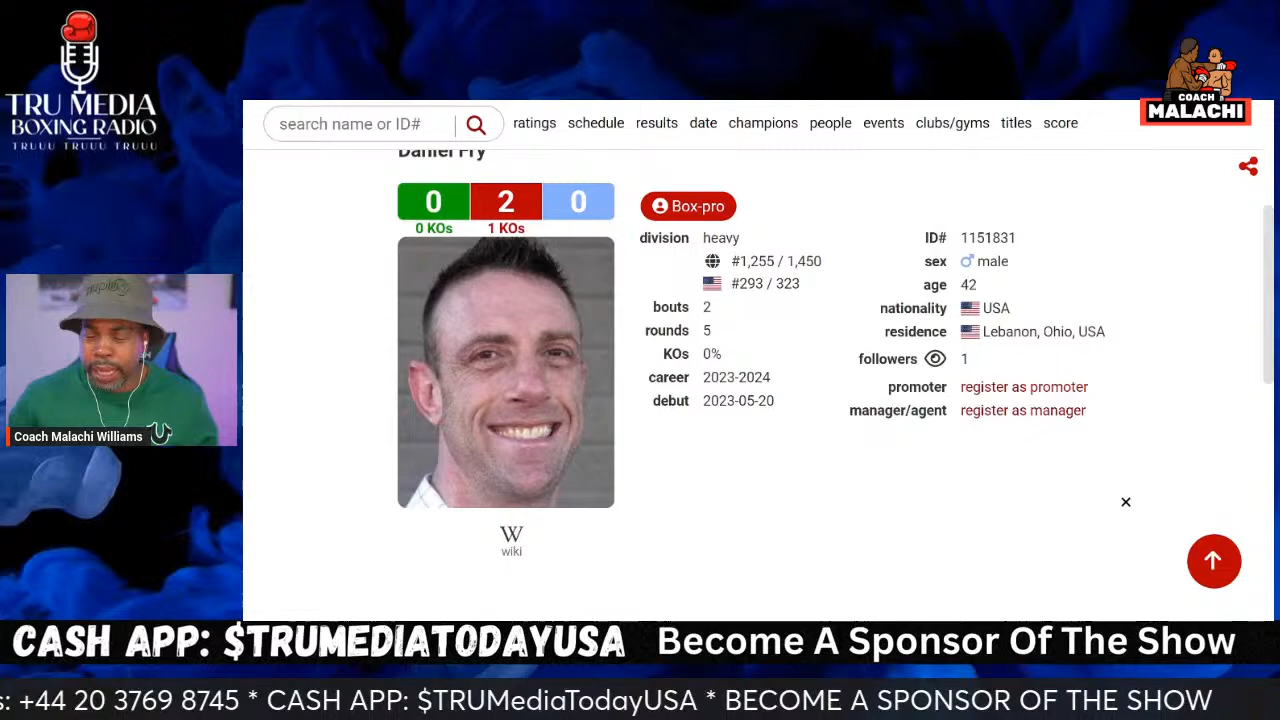 TRU MEDIA
BOXING RADIO
TRUUU TRUUU TRUUU
COACH
MALACHI
search name or ID#
ratings schedule results date champions people events clubs/gyms titles score
Daniel Fry
0 2 0
0 KOs 1 KOs
Box-pro
division heavy
#1,255 / 1,450
#293 / 323
bouts 2
rounds 5
KOs 0%
career 2023-2024
debut 2023-05-20
ID# 1151831
sex male
age 42
nationality USA
residence Lebanon, Ohio, USA
followers 1
promoter register as promoter
manager/agent register as manager
W
wiki
Coach Malachi Williams
CASH APP: $TRUMEDIATODAYUSA Become A Sponsor Of The Show
s: +44 20 3769 8745 * CASH APP: $TRUMediaTodayUSA * BECOME A SPONSOR OF THE SHOW